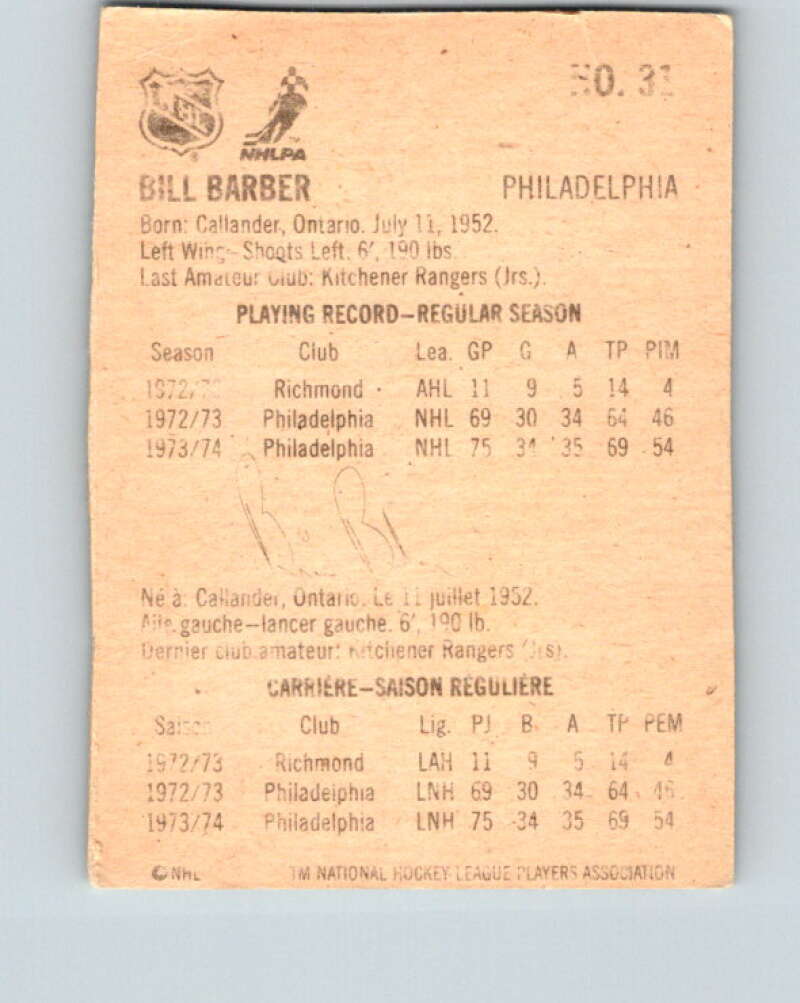 NO. 31
NHLPA
BILL BARBER PHILADELPHIA
Born: Callander, Ontario. July 11, 1952.
Left Wing—Shoots Left. 6', 190 lbs.
Last Amateur Club: Kitchener Rangers (Jrs.).
PLAYING RECORD—REGULAR SEASON
Season Club Lea. GP G A TP PIM
1972/73 Richmond AHL 11 9 5 14 4
1972/73 Philadelphia NHL 69 30 34 64 46
1973/74 Philadelphia NHL 75 34 35 69 54
Né à: Callander, Ontario. Le 11 juillet 1952.
Aile gauche—lancer gauche. 6', 190 lb.
Dernier club amateur: Kitchener Rangers (Jrs).
CARRIÈRE—SAISON RÉGULIÈRE
Saison Club Lig. PJ B A TP PEM
1972/73 Richmond LAH 11 9 5 14 4
1972/73 Philadelphia LNH 69 30 34 64 46
1973/74 Philadelphia LNH 75 34 35 69 54
© NHL TM NATIONAL HOCKEY LEAGUE PLAYERS ASSOCIATION